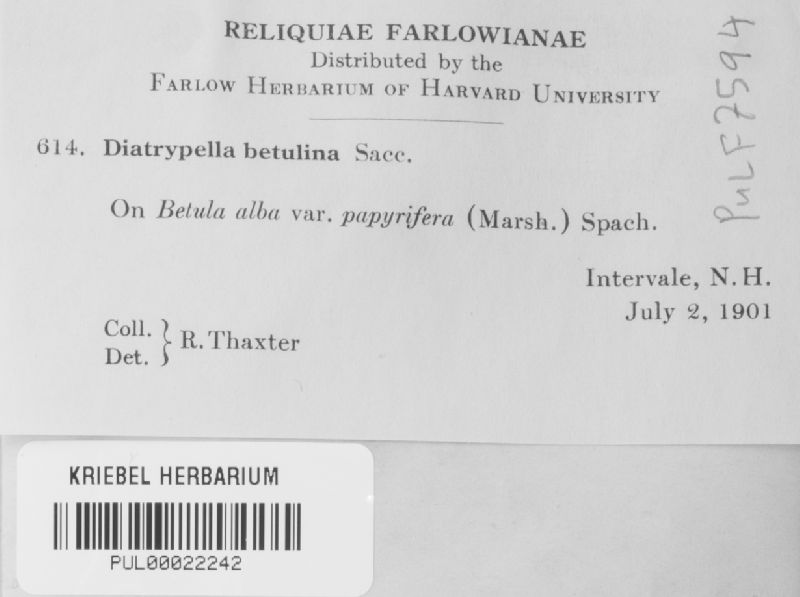 RELIQUIAE FARLOWIANAE
Distributed by the
FARLOW HERBARIUM OF HARVARD UNIVERSITY
614. Diatrypella betulina Sacc.
On Betula alba var. papyrifera (Marsh.) Spach.
Intervale, N. H.
July 2, 1901
Coll.
Det. } R. Thaxter
PuL F7594
KRIEBEL HERBARIUM
PUL00022242